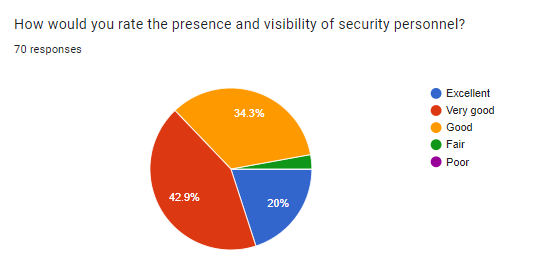 How would you rate the presence and visibility of security personnel?
70 responses
34.3%
42.9%
20%
Excellent
Very good
Good
Fair
Poor